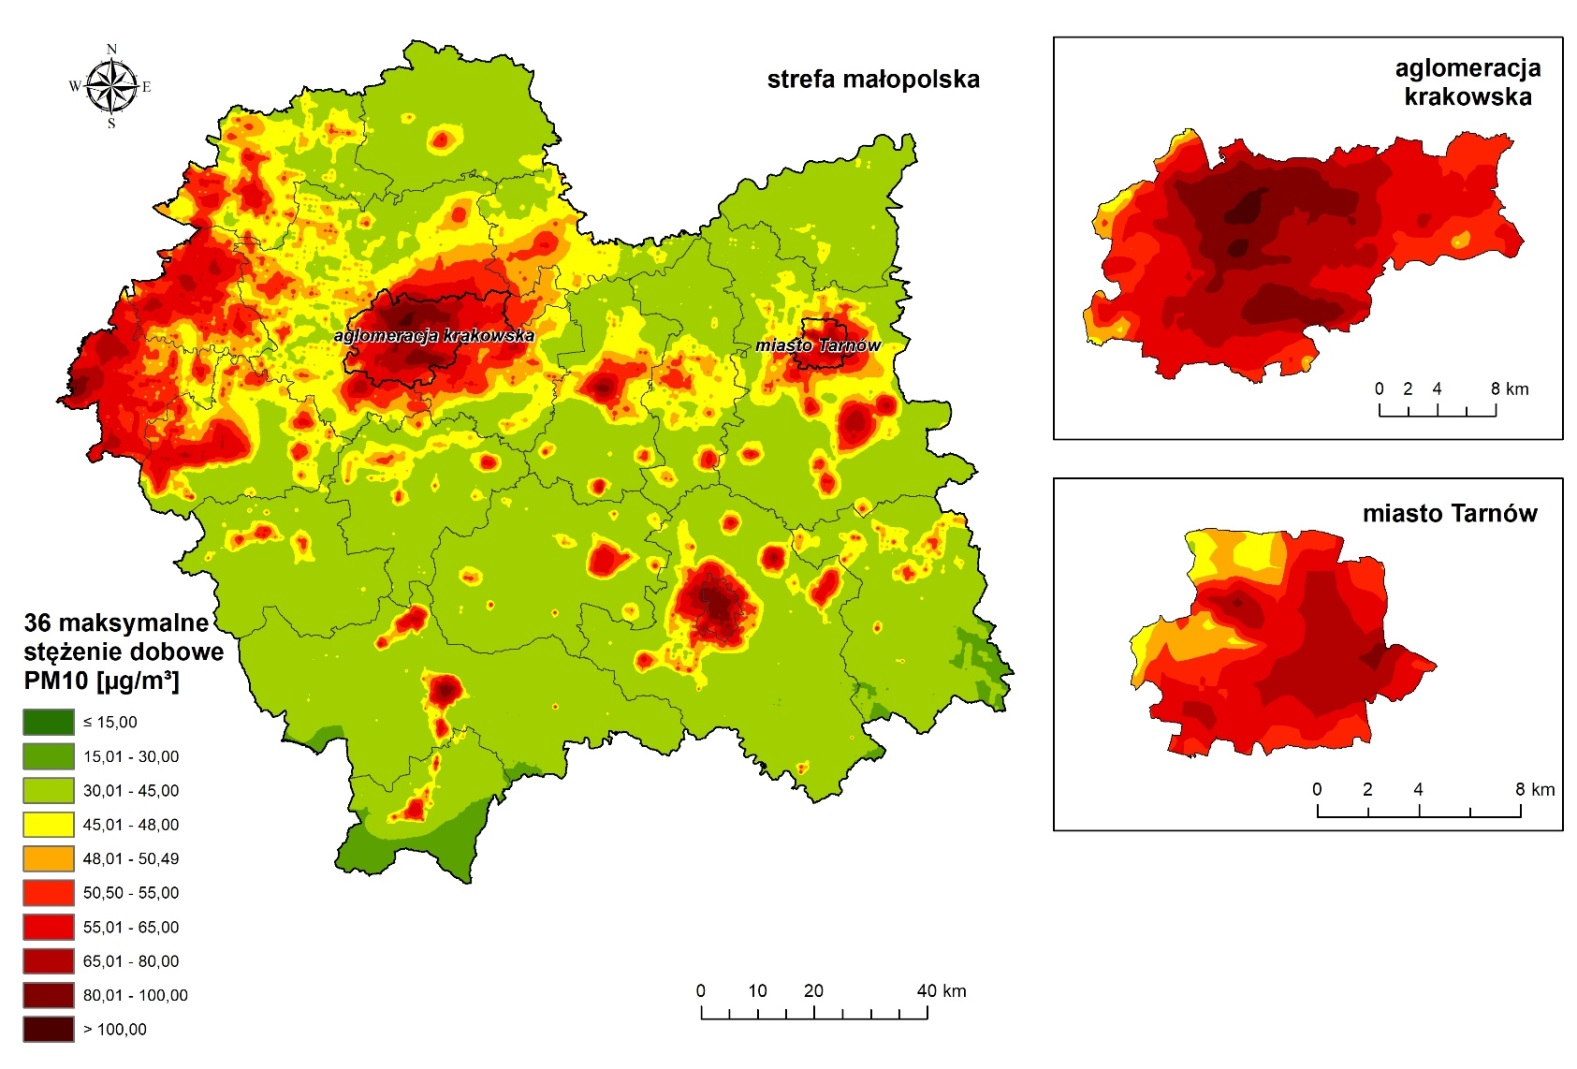 N
W
E
S
strefa małopolska
aglomeracja krakowska
miasto Tarnów
36 maksymalne
stężenie dobowe
PM10 [µg/m³]
≤ 15,00
15,01 - 30,00
30,01 - 45,00
45,01 - 48,00
48,01 - 50,49
50,50 - 55,00
55,01 - 65,00
65,01 - 80,00
80,01 - 100,00
> 100,00
0 10 20 40 km
aglomeracja
krakowska
0 2 4 8 km
miasto Tarnów
0 2 4 8 km